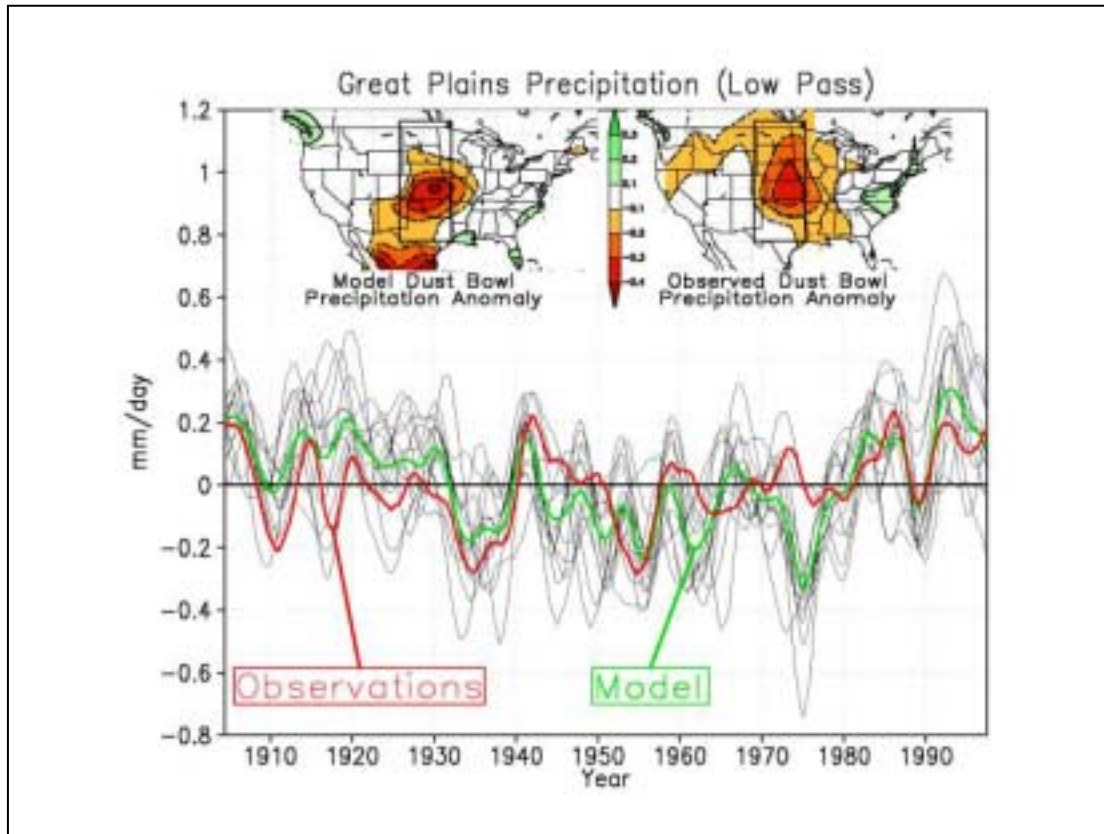 Great Plains Precipitation (Low Pass)
1.2
1
0.8
0.6
0.4
0.2
0
−0.2
−0.4
−0.6
−0.8
mm/day
Model Dust Bowl
Precipitation Anomaly
Observed Dust Bowl
Precipitation Anomaly
Observations
Model
1910 1920 1930 1940 1950 1960 1970 1980 1990
Year